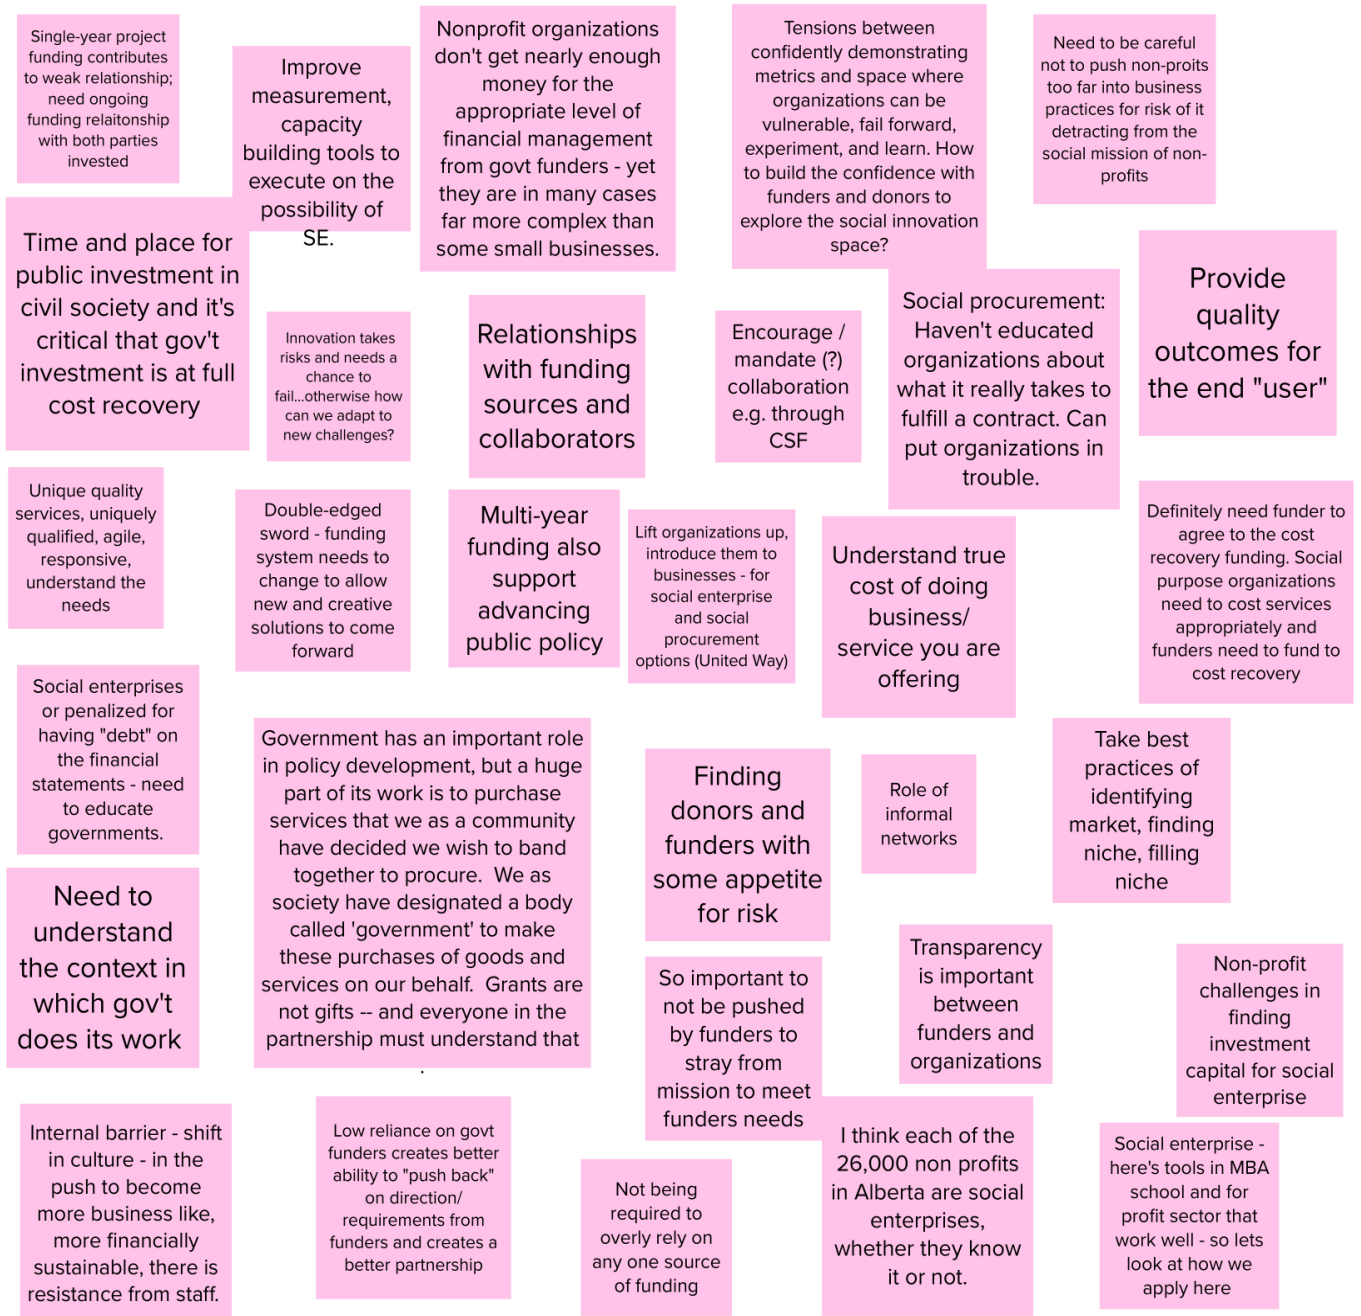 Single-year project
funding contributes
to weak relationship;
need ongoing
funding relaitonship
with both parties
invested
Improve
measurement,
capacity
building tools to
execute on the
possibility of
SE.
Nonprofit organizations
don't get nearly enough
money for the
appropriate level of
financial management
from govt funders - yet
they are in many cases
far more complex than
some small businesses.
Tensions between
confidently demonstrating
metrics and space where
organizations can be
vulnerable, fail forward,
experiment, and learn. How
to build the confidence with
funders and donors to
explore the social innovation
space?
Need to be careful
not to push non-proits
too far into business
practices for risk of it
detracting from the
social mission of non-
profits
Time and place for
public investment in
civil society and it's
critical that gov't
investment is at full
cost recovery
Innovation takes
risks and needs a
chance to
fail...otherwise how
can we adapt to
new challenges?
Relationships
with funding
sources and
collaborators
Encourage /
mandate (?)
collaboration
e.g. through
CSF
Social procurement:
Haven't educated
organizations about
what it really takes to
fulfill a contract. Can
put organizations in
trouble.
Provide
quality
outcomes for
the end "user"
Unique quality
services, uniquely
qualified, agile,
responsive,
understand the
needs
Double-edged
sword - funding
system needs to
change to allow
new and creative
solutions to come
forward
Multi-year
funding also
support
advancing
public policy
Lift organizations up,
introduce them to
businesses - for
social enterprise
and social
procurement
options (United Way)
Understand true
cost of doing
business/
service you are
offering
Definitely need funder to
agree to the cost
recovery funding. Social
purpose organizations
need to cost services
appropriately and
funders need to fund to
cost recovery
Social enterprises
or penalized for
having "debt" on
the financial
statements - need
to educate
governments.
Government has an important role
in policy development, but a huge
part of its work is to purchase
services that we as a community
have decided we wish to band
together to procure.  We as
society have designated a body
called 'government' to make
these purchases of goods and
services on our behalf.  Grants are
not gifts -- and everyone in the
partnership must understand that
.
Finding
donors and
funders with
some appetite
for risk
Role of
informal
networks
Take best
practices of
identifying
market, finding
niche, filling
niche
Need to
understand
the context in
which gov't
does its work
So important to
not be pushed
by funders to
stray from
mission to meet
funders needs
Transparency
is important
between
funders and
organizations
Non-profit
challenges in
finding
investment
capital for social
enterprise
Internal barrier - shift
in culture - in the
push to become
more business like,
more financially
sustainable, there is
resistance from staff.
Low reliance on govt
funders creates better
ability to "push back"
on direction/
requirements from
funders and creates a
better partnership
Not being
required to
overly rely on
any one source
of funding
I think each of the
26,000 non profits
in Alberta are social
enterprises,
whether they know
it or not.
Social enterprise -
here's tools in MBA
school and for
profit sector that
work well - so lets
look at how we
apply here